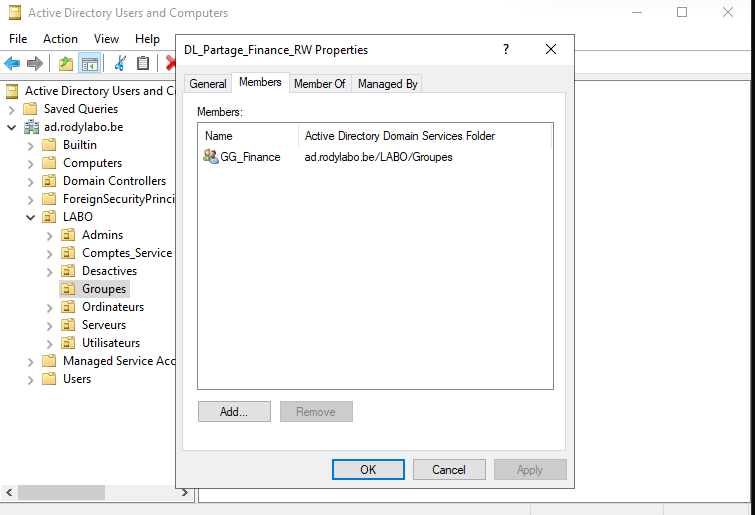 Active Directory Users and Computers
File Action View Help
DL_Partage_Finance_RW Properties
?
General Members Member Of Managed By
Members:
Name Active Directory Domain Services Folder
GG_Finance ad.rodylabo.be/LABO/Groupes
Add... Remove
OK Cancel Apply
Active Directory Users and C
Saved Queries
ad.rodylabo.be
Builtin
Computers
Domain Controllers
ForeignSecurityPrinci
LABO
Admins
Comptes_Service
Desactives
Groupes
Ordinateurs
Serveurs
Utilisateurs
Managed Service Acc
Users